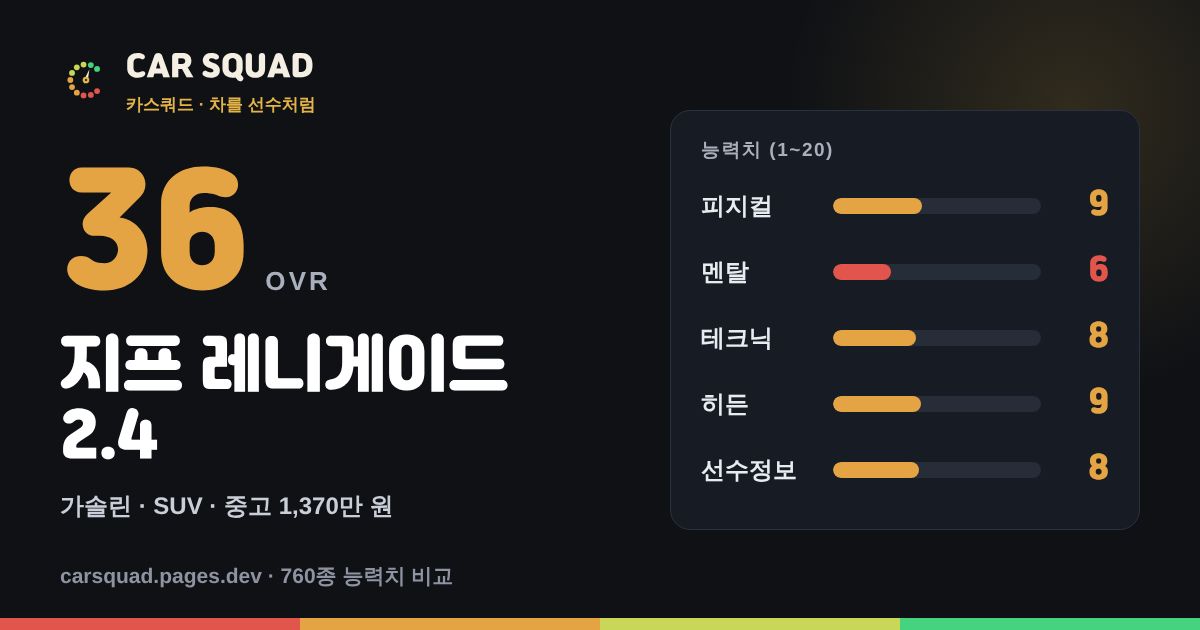 CAR SQUAD
카스쿼드 · 차를 선수처럼
36 OVR
지프 레니게이드
2.4
가솔린 · SUV · 중고 1,370만 원
carsquad.pages.dev · 760종 능력치 비교
능력치 (1~20)
피지컬 9
멘탈 6
테크닉 8
히든 9
선수정보 8